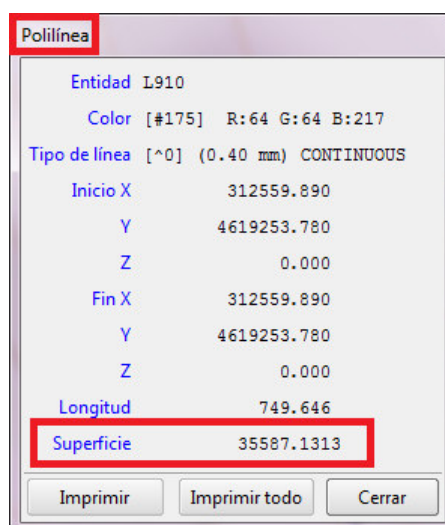 Polilínea
Entidad L910
Color [#175] R:64 G:64 B:217
Tipo de línea [^0] (0.40 mm) CONTINUOUS
Inicio X 312559.890
Y 4619253.780
Z 0.000
Fin X 312559.890
Y 4619253.780
Z 0.000
Longitud 749.646
Superficie 35587.1313
Imprimir Imprimir todo Cerrar